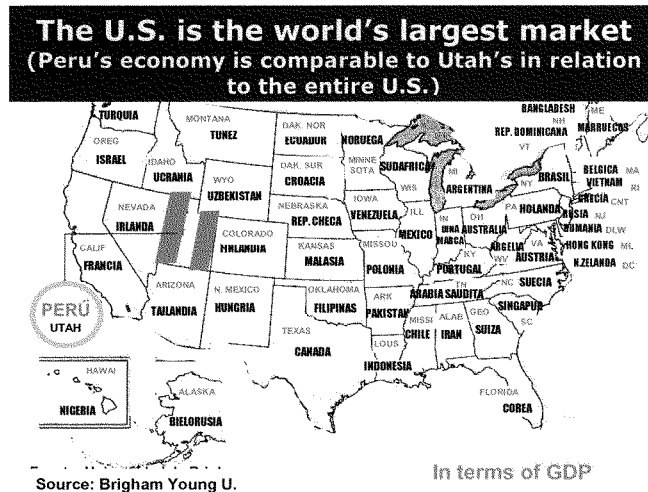 The U.S. is the world's largest market
(Peru's economy is comparable to Utah's in relation
to the entire U.S.)
TURQUIA
MONTANA
TUNEZ
DAK. NOR
ECUADOR
NORUEGA
BANGLADESH
ME
NH
REP. DOMINICANA
MARRUECOS
VT
OREG
ISRAEL
IDAHO
UCRANIA
WYO
UZBEKISTAN
DAK. SUR
CROACIA
MINNE
SOTA
SUDAFRICA
WIS
MI
ARGENTINA
NY
BRASIL
BELGICA
MA
VIETNAM
RI
GRECIA
CNT
NEVADA
IRLANDA
NEBRASKA
REP. CHECA
IOWA
VENEZUELA
ILL
MEXICO
IN
DINA
MARCA
OH
AUSTRALIA
PA
HOLANDA
RUSIA
NJ
RUMANIA
DLW
COLORADO
FINLANDIA
KANSAS
MALASIA
MISSOU
POLONIA
KY
PORTUGAL
WV
ARGELIA
VA
AUSTRIA
HONG KONG
ML
N.ZELANDA
DC
CALIF
FRANCIA
ARIZONA
TAILANDIA
N. MEXICO
HUNGRIA
OKLAHOMA
FILIPINAS
ARK
PAKISTAN
TN
ARABIA SAUDITA
NC
SUECIA
SINGAPUR
SC
PERÚ
UTAH
TEXAS
CANADA
LOUS
INDONESIA
MISSI
CHILE
ALAB
IRAN
GEO
SUIZA
HAWAI
NIGERIA
ALASKA
BIELORUSIA
FLORIDA
COREA
In terms of GDP
Source: Brigham Young U.